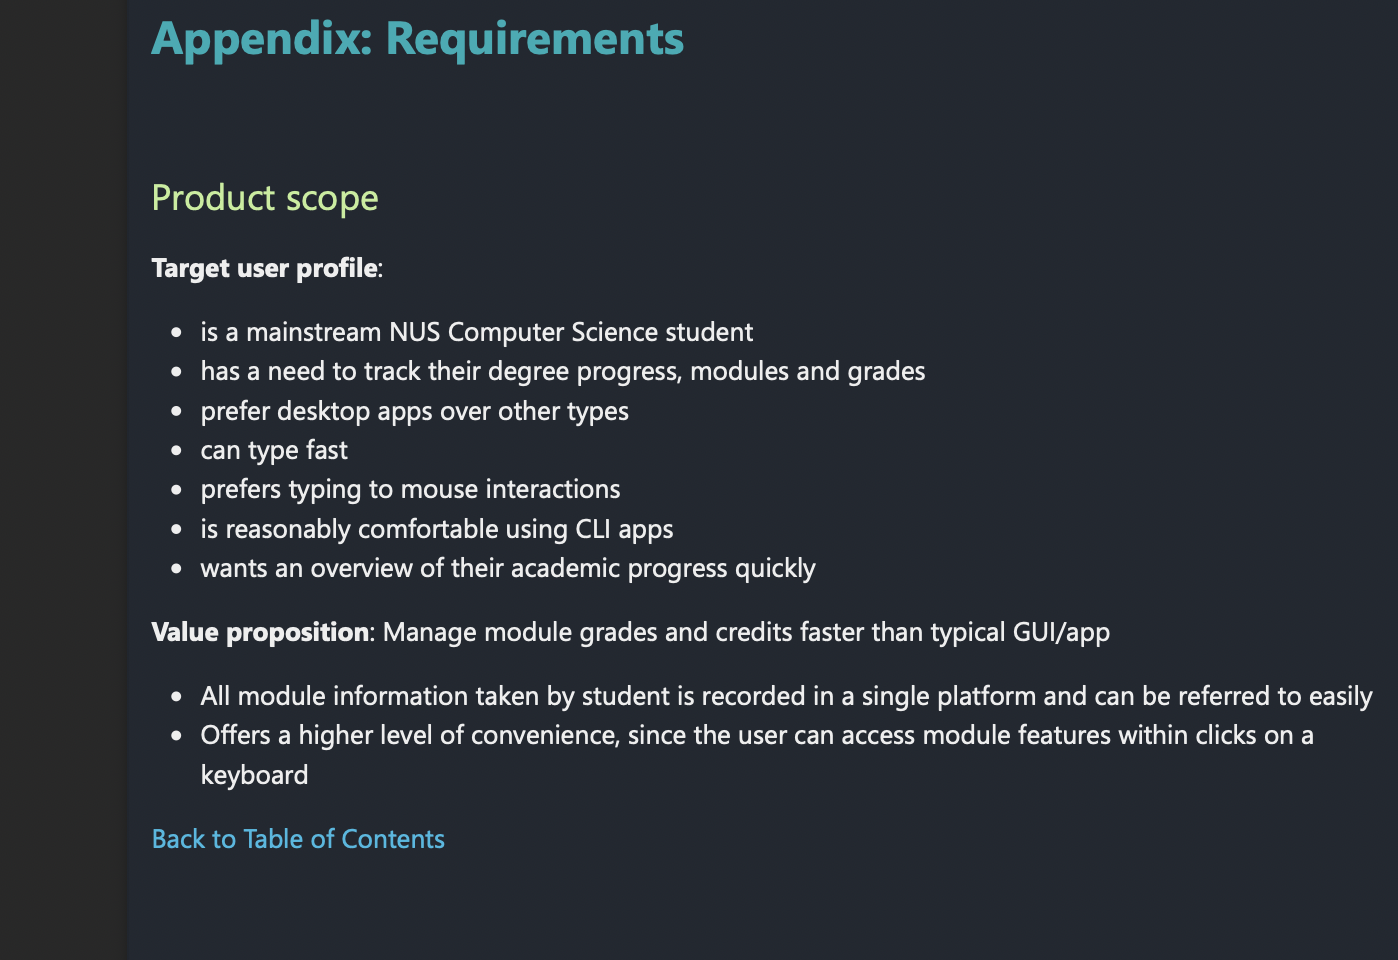 Appendix: Requirements
Product scope
Target user profile:
is a mainstream NUS Computer Science student
has a need to track their degree progress, modules and grades
prefer desktop apps over other types
can type fast
prefers typing to mouse interactions
is reasonably comfortable using CLI apps
wants an overview of their academic progress quickly
Value proposition: Manage module grades and credits faster than typical GUI/app
All module information taken by student is recorded in a single platform and can be referred to easily
Offers a higher level of convenience, since the user can access module features within clicks on a
keyboard
Back to Table of Contents